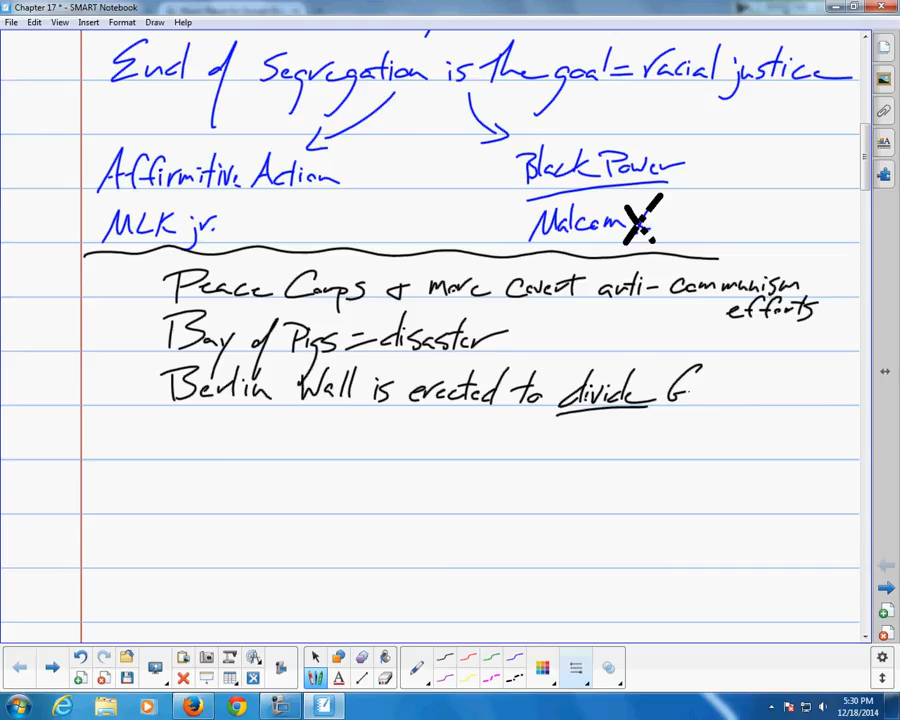 Chapter 17 * - SMART Notebook
File Edit View Insert Format Draw Help
End of Segregation is the goal = racial justice
Affirmitive Action
Black Power
MLK jr.
Malcom X
Peace Corps & more covert anti-communism
efforts
Bay of Pigs = disaster
Berlin Wall is erected to divide G
5:30 PM
12/18/2014